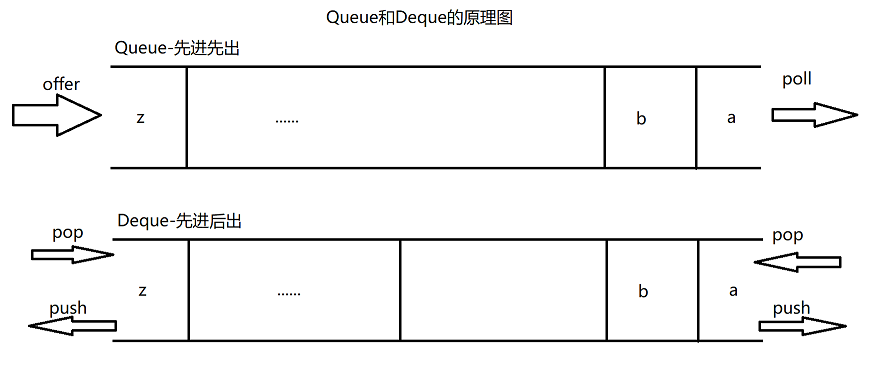 Queue和Deque的原理图
Queue-先进先出
offer
poll
z
......
b
a
Deque-先进后出
pop
pop
z
......
b
a
push
push